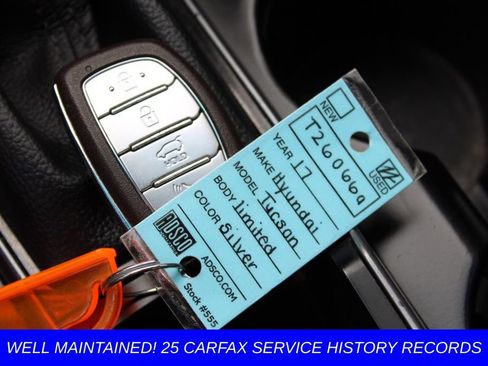 NEW
USED
T260669
YEAR 17
MAKE Hyundai
MODEL Tucson
BODY limited
COLOR Silver
ADSCO
ADSCO.COM
Stock #555
WELL MAINTAINED! 25 CARFAX SERVICE HISTORY RECORDS